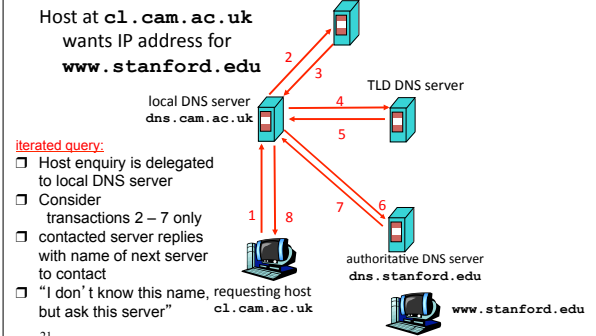 Host at cl.cam.ac.uk
wants IP address for
www.stanford.edu
2
3
local DNS server
dns.cam.ac.uk
TLD DNS server
4
5
iterated query:
❒ Host enquiry is delegated
to local DNS server
❒ Consider
transactions 2 – 7 only
❒ contacted server replies
with name of next server
to contact
❒ “I don’t know this name,
but ask this server”
1
8
7
6
requesting host
cl.cam.ac.uk
authoritative DNS server
dns.stanford.edu
www.stanford.edu